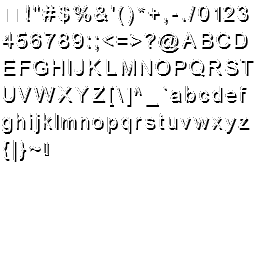 !"#$%&'()*+,-./0123
456789:;<=>?@ABCD
EFGHIJKLMNOPQRST
UVWXYZ[\]^_`abcdef
ghijklmnopqrstuvwxyz
{|}~